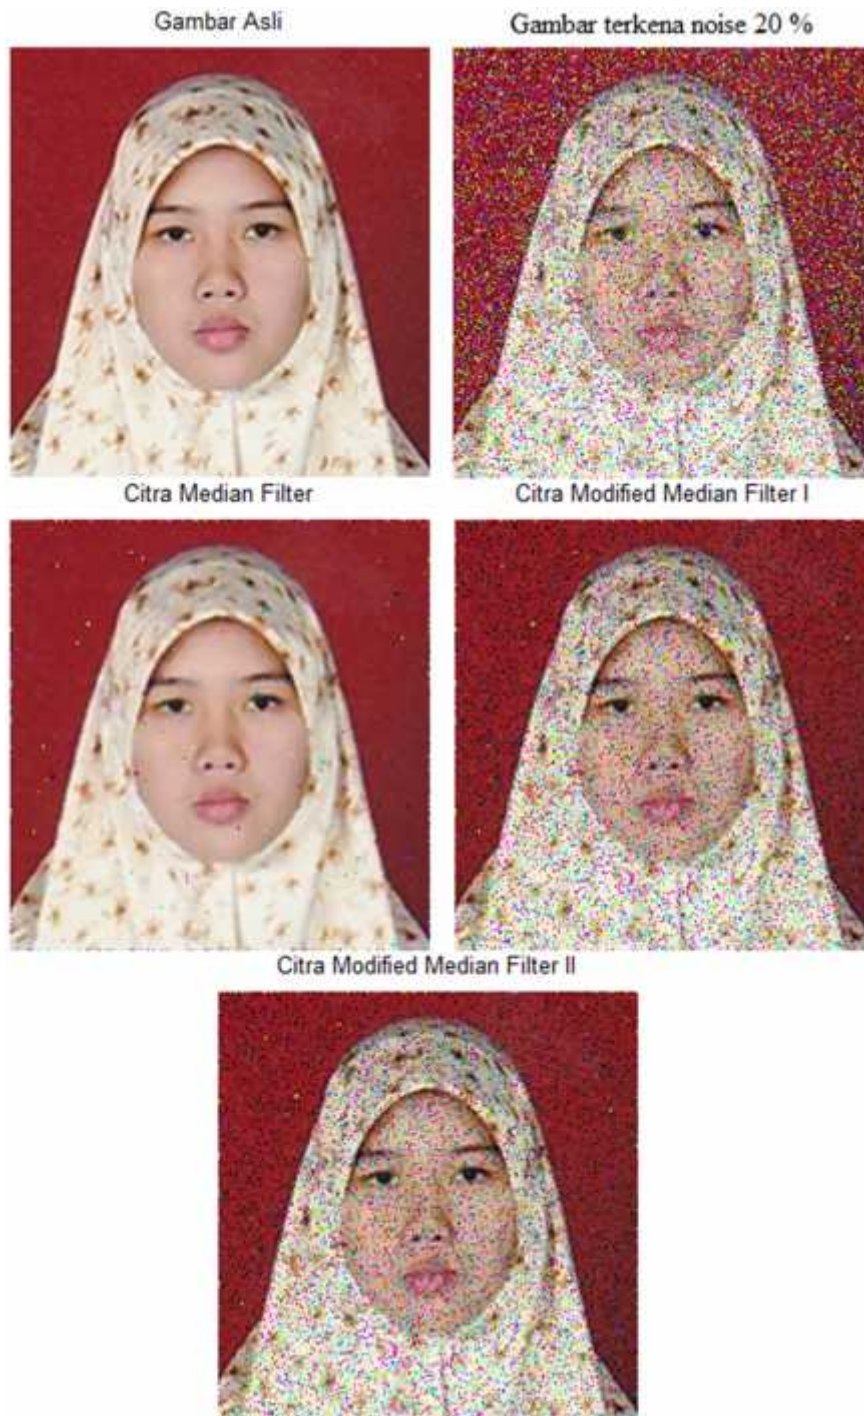 Gambar Asli
Gambar terkena noise 20 %
Citra Median Filter
Citra Modified Median Filter I
Citra Modified Median Filter II